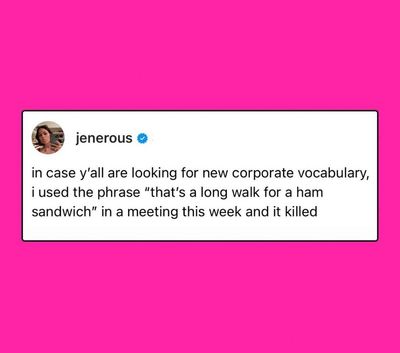 jenerous
in case y’all are looking for new corporate vocabulary,
i used the phrase “that’s a long walk for a ham
sandwich” in a meeting this week and it killed